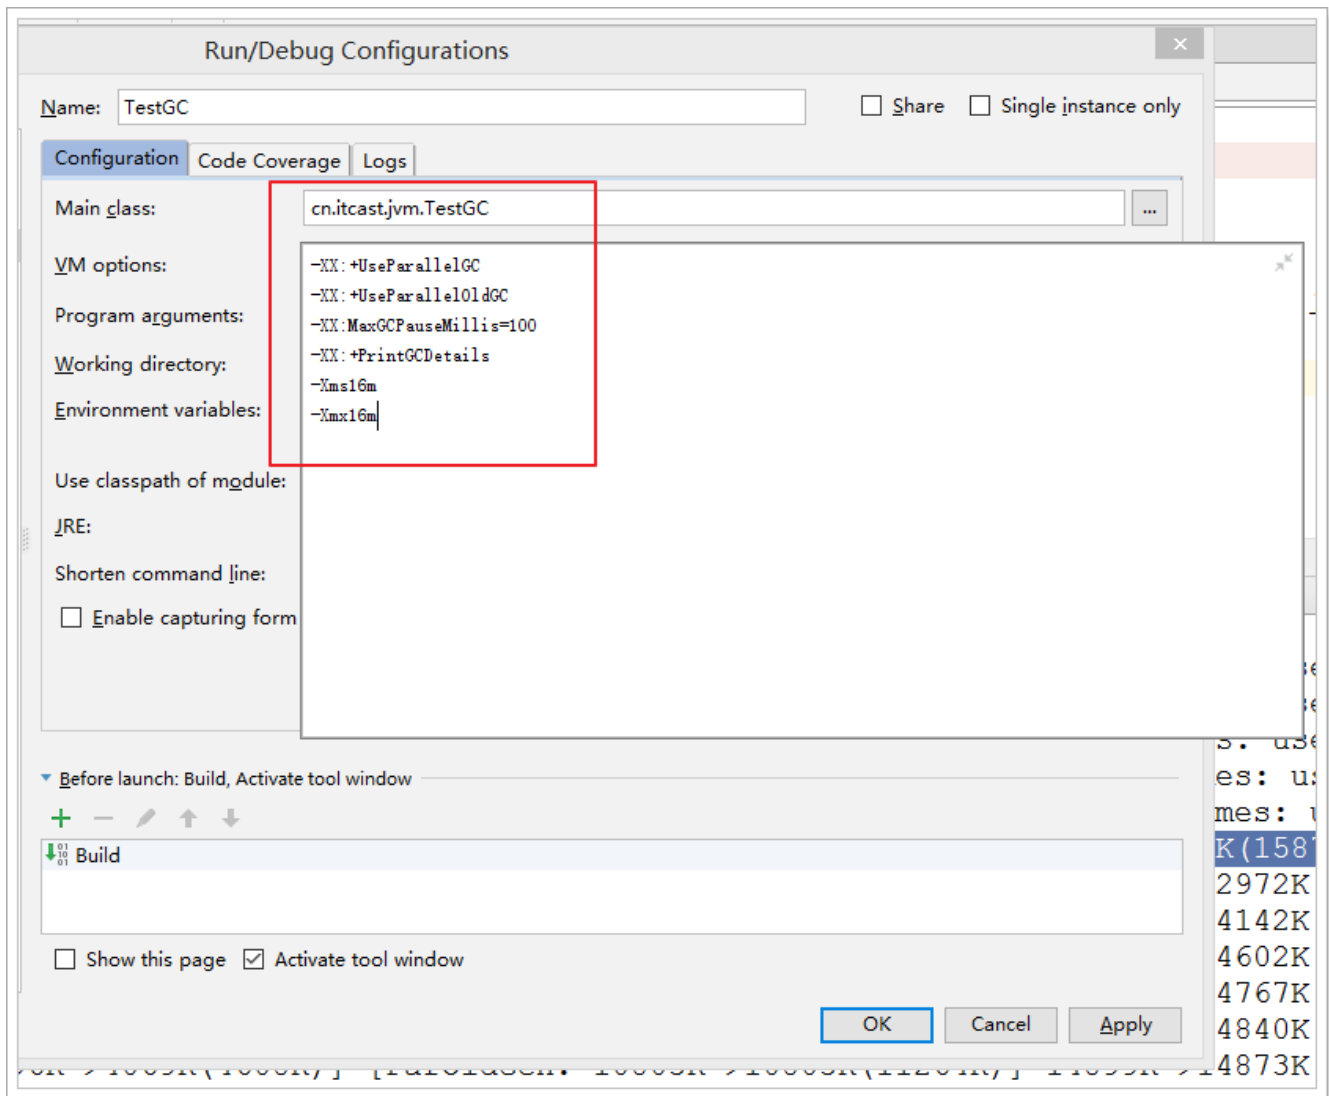 Run/Debug Configurations
Name: TestGC
Share
Single instance only
Configuration
Code Coverage
Logs
Main class: cn.itcast.jvm.TestGC ...
VM options:
-XX:+UseParallelGC
-XX:+UseParallelOldGC
-XX:MaxGCPauseMillis=100
-XX:+PrintGCDetails
-Xms16m
-Xmx16m
Program arguments:
Working directory:
Environment variables:
Use classpath of module:
JRE:
Shorten command line:
Enable capturing form
Before launch: Build, Activate tool window
Build
Show this page
Activate tool window
OK
Cancel
Apply
K(158
2972K
4142K
4602K
4767K
4840K
14873K